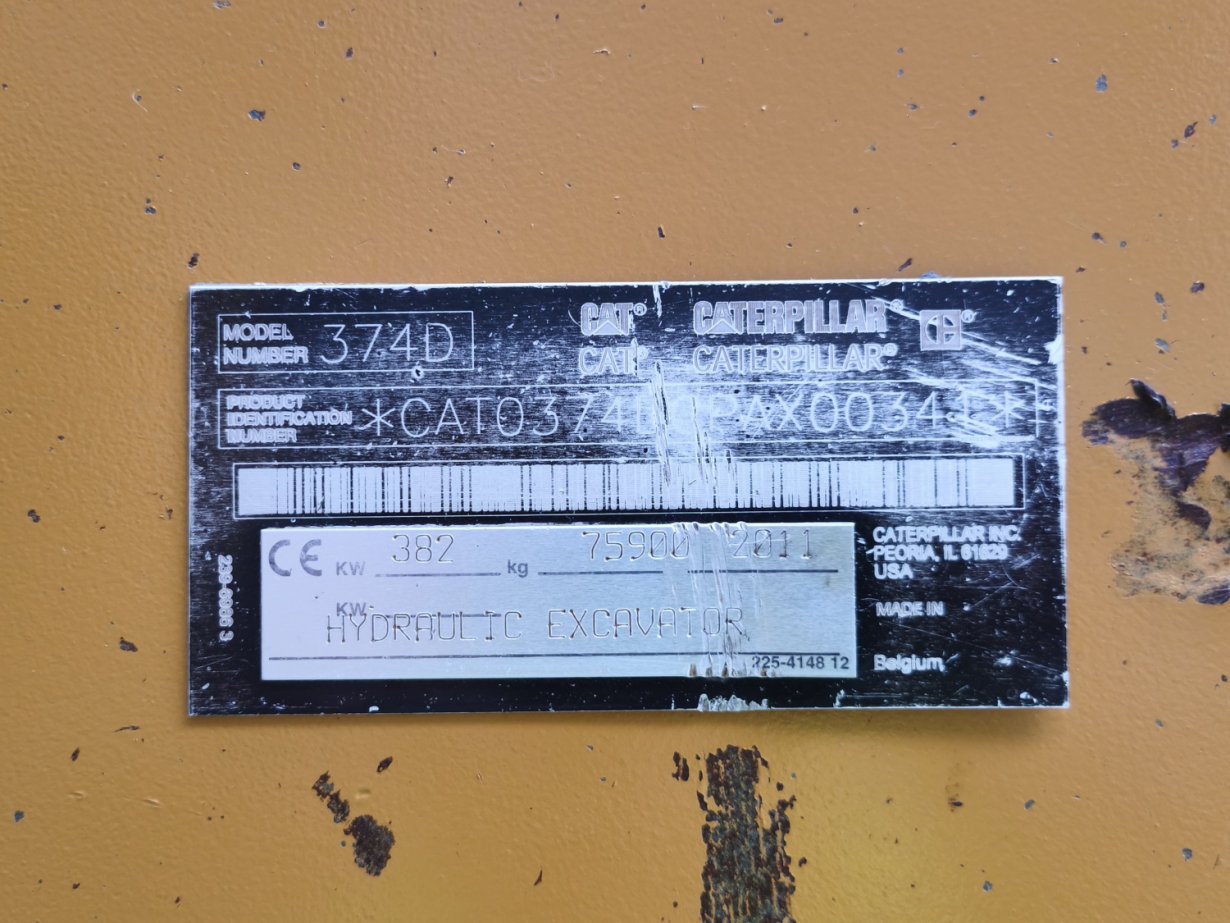 MODEL NUMBER 374D
CAT® CATERPILLAR® ®
CAT® CATERPILLAR®
PRODUCT
IDENTIFICATION
NUMBER
CE KW 382 kg 75900 2011
KW
HYDRAULIC EXCAVATOR
225-4148 12
CATERPILLAR INC.
PEORIA, IL 61629
USA
MADE IN
Belgium